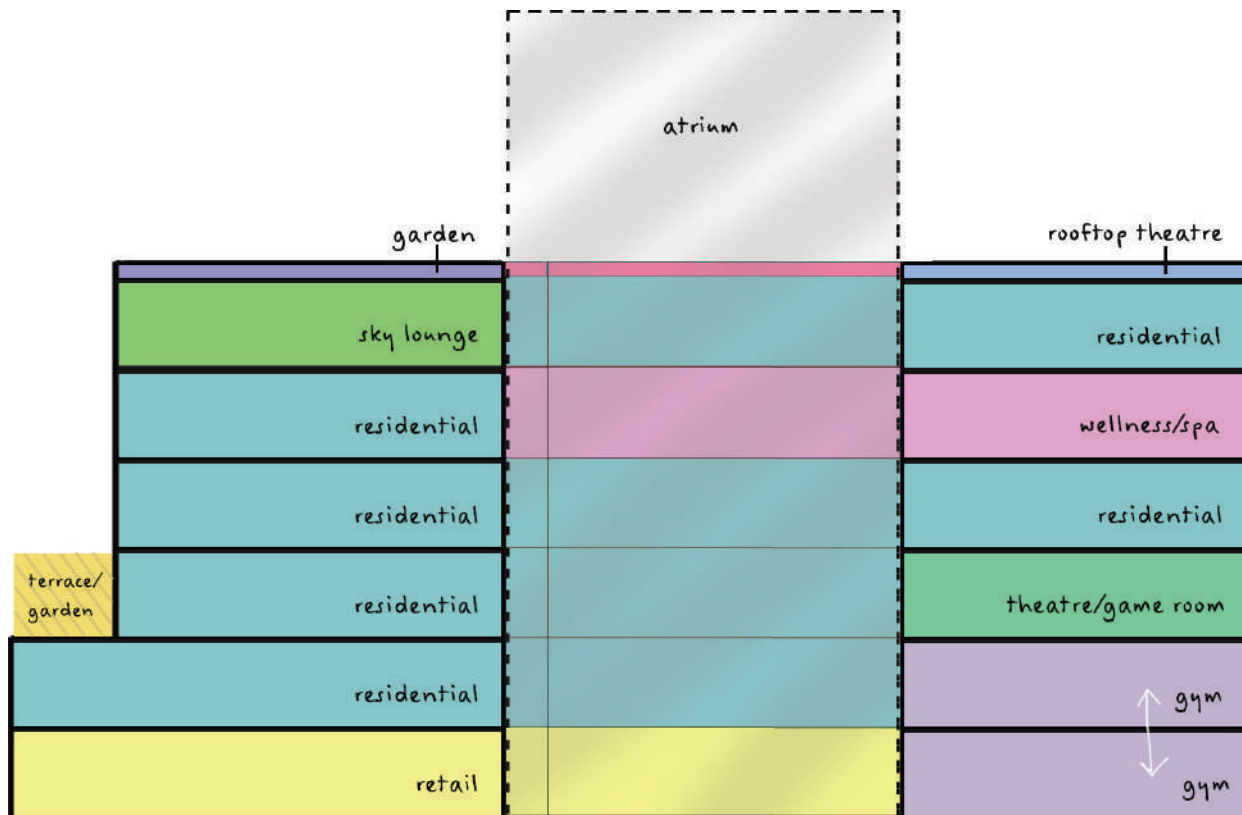 atrium
garden
rooftop theatre
sky lounge
residential
residential
wellness/spa
residential
residential
terrace/
garden
residential
theatre/game room
residential
gym
retail
gym